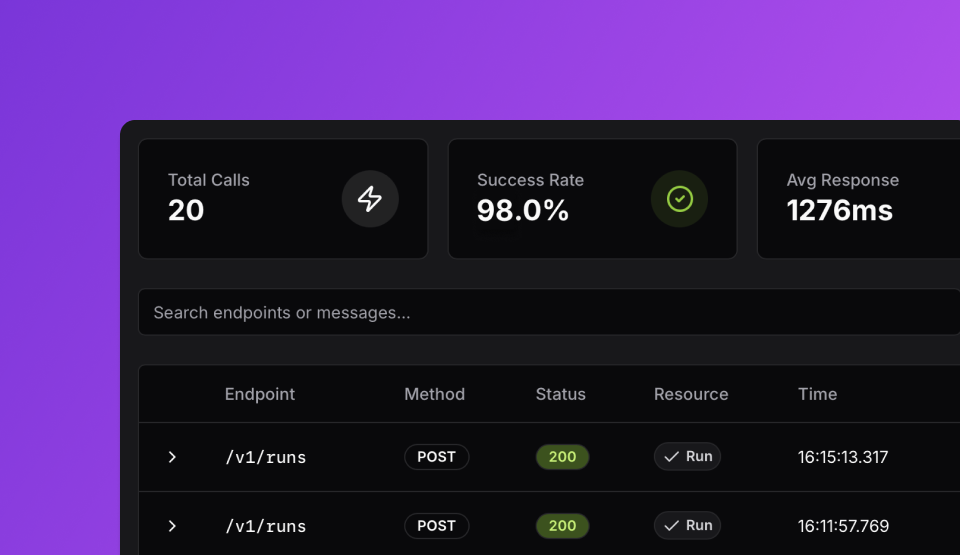 Total Calls
20
Success Rate
98.0%
Avg Response
1276ms
Search endpoints or messages...
Endpoint Method Status Resource Time
/v1/runs POST 200 Run 16:15:13.317
/v1/runs POST 200 Run 16:11:57.769